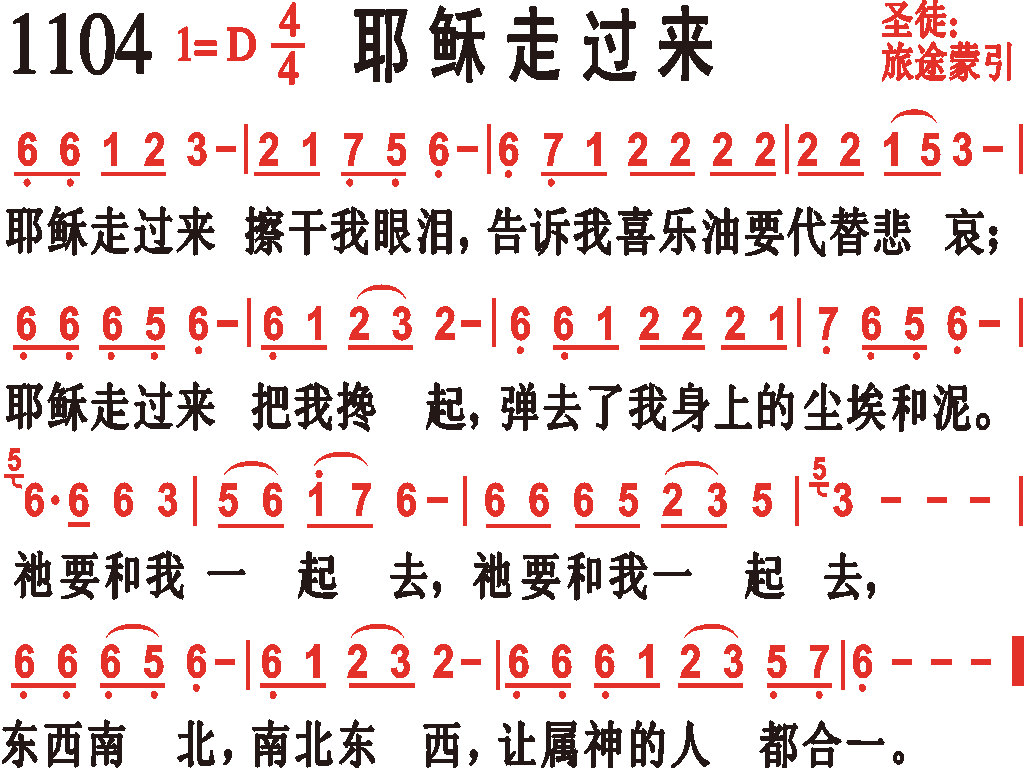 1104 1=D 4/4 耶稣走过来 圣徒:
旅途蒙引
6 6 1 2 3 - | 2 1 7 5 6 - | 6 7 1 2 2 2 2 | 2 2 1 5 3 - |
耶稣走过来 擦干我眼泪, 告诉我喜乐油要代替悲 哀;
6 6 6 5 6 - | 6 1 2 3 2 - | 6 6 1 2 2 2 1 | 7 6 5 6 - |
耶稣走过来 把我搀 起, 弹去了我身上的尘埃和泥。
5 6· 6 6 3 | 5 6 i 7 6 - | 6 6 6 5 2 3 5 | 5 3 - - - |
祂要和我 一 起 去, 祂要和我一 起 去,
6 6 6 5 6 - | 6 1 2 3 2 - | 6 6 6 1 2 3 5 7 | 6 - - -
东西南 北, 南北东 西, 让属神的人 都合一。